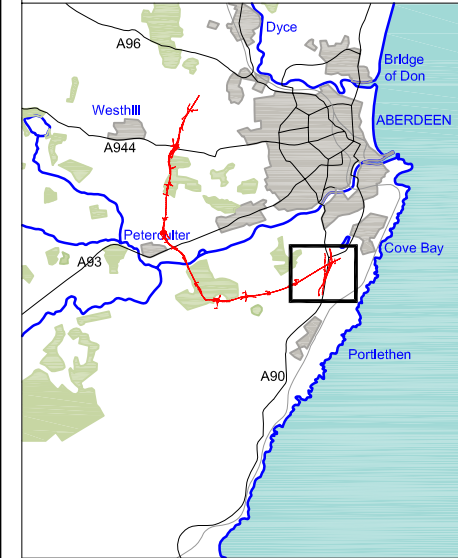 Dyce
A96
Bridge
of Don
Westhill
ABERDEEN
A944
Peterculter
Cove Bay
A93
Portlethen
A90